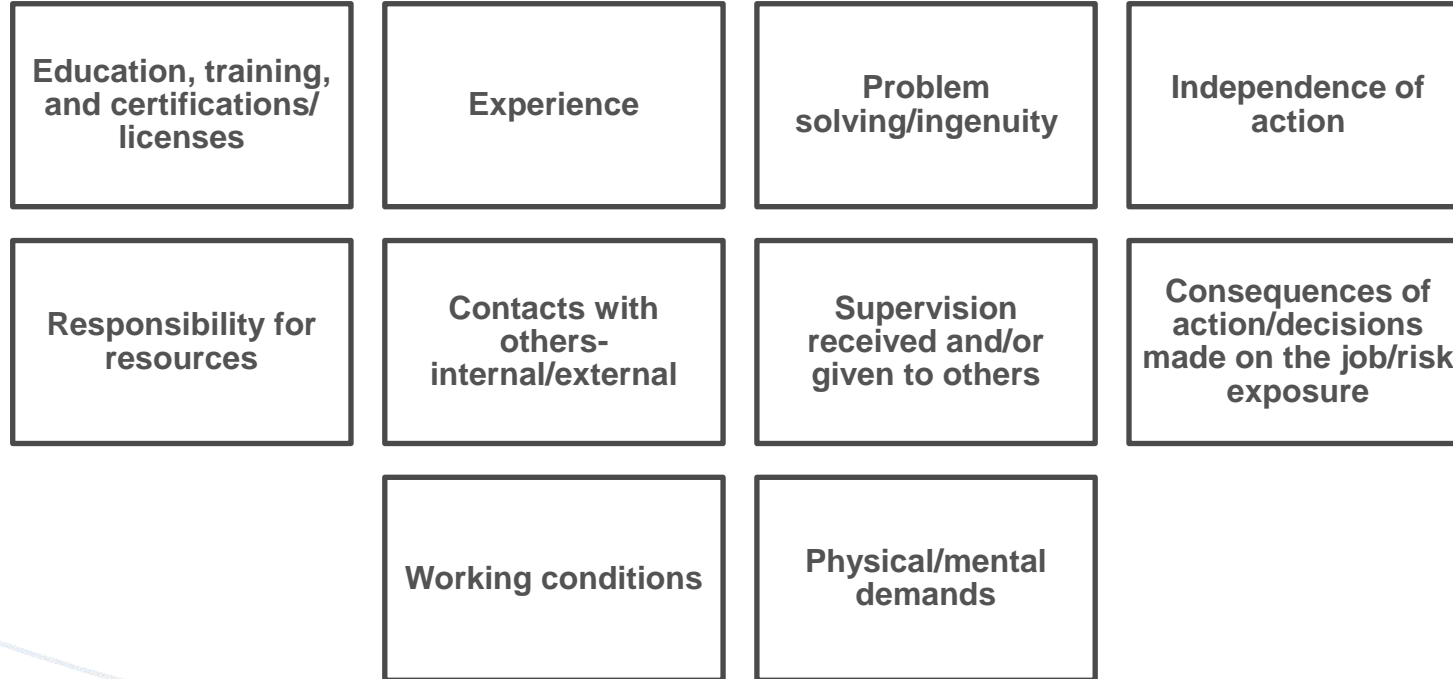 Education, training,
and certifications/
licenses
Experience
Problem
solving/ingenuity
Independence of
action
Responsibility for
resources
Contacts with
others-
internal/external
Supervision
received and/or
given to others
Consequences of
action/decisions
made on the job/risk
exposure
Working conditions
Physical/mental
demands